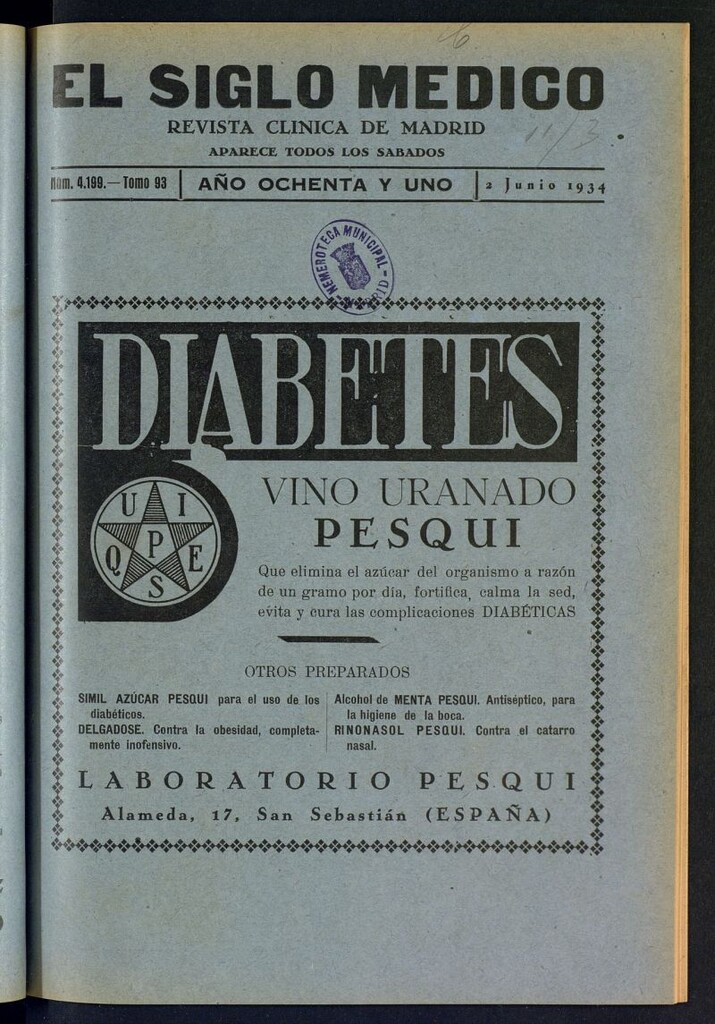 EL SIGLO MEDICO
REVISTA CLINICA DE MADRID
APARECE TODOS LOS SABADOS
Núm. 4.199.—Tomo 93 | AÑO OCHENTA Y UNO | 2 Junio 1934
HEMEROTECA MUNICIPAL - MADRID -
DIABETES
VINO URANADO
PESQUI
U I
Q P E
S
Que elimina el azúcar del organismo a razón
de un gramo por día, fortifica, calma la sed,
evita y cura las complicaciones DIABÉTICAS
OTROS PREPARADOS
SIMIL AZÚCAR PESQUI para el uso de los
diabéticos.
DELGADOSE. Contra la obesidad, completa-
mente inofensivo.
Alcohol de MENTA PESQUI. Antiséptico, para
la higiene de la boca.
RINONASOL PESQUI. Contra el catarro
nasal.
LABORATORIO PESQUI
Alameda, 17, San Sebastián (ESPAÑA)